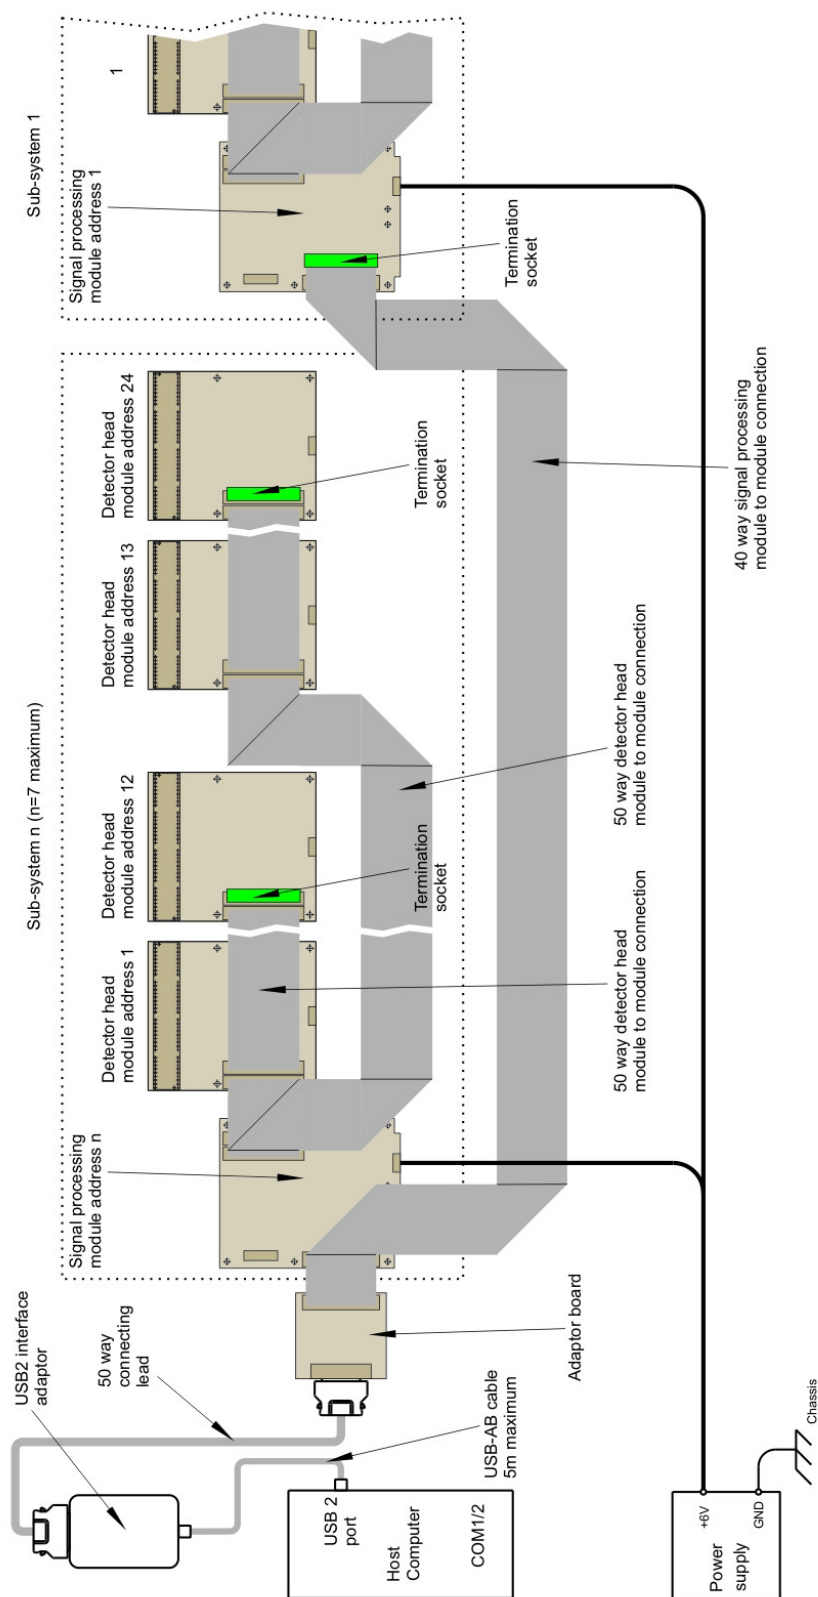 Sub-system n (n=7 maximum)
Sub-system 1
USB2 interface
adaptor
50 way
connecting
lead
Signal processing
module address n
Detector head
module address 1
Detector head
module address 12
Detector head
module address 13
Detector head
module address 24
Signal processing
module address 1
1
Termination
socket
Termination
socket
Termination
socket
USB 2
port
Host
Computer
COM1/2
USB-AB cable
5m maximum
Adaptor board
50 way detector head
module to module connection
50 way detector head
module to module connection
40 way signal processing
module to module connection
Power
supply
+6V
GND
Chassis